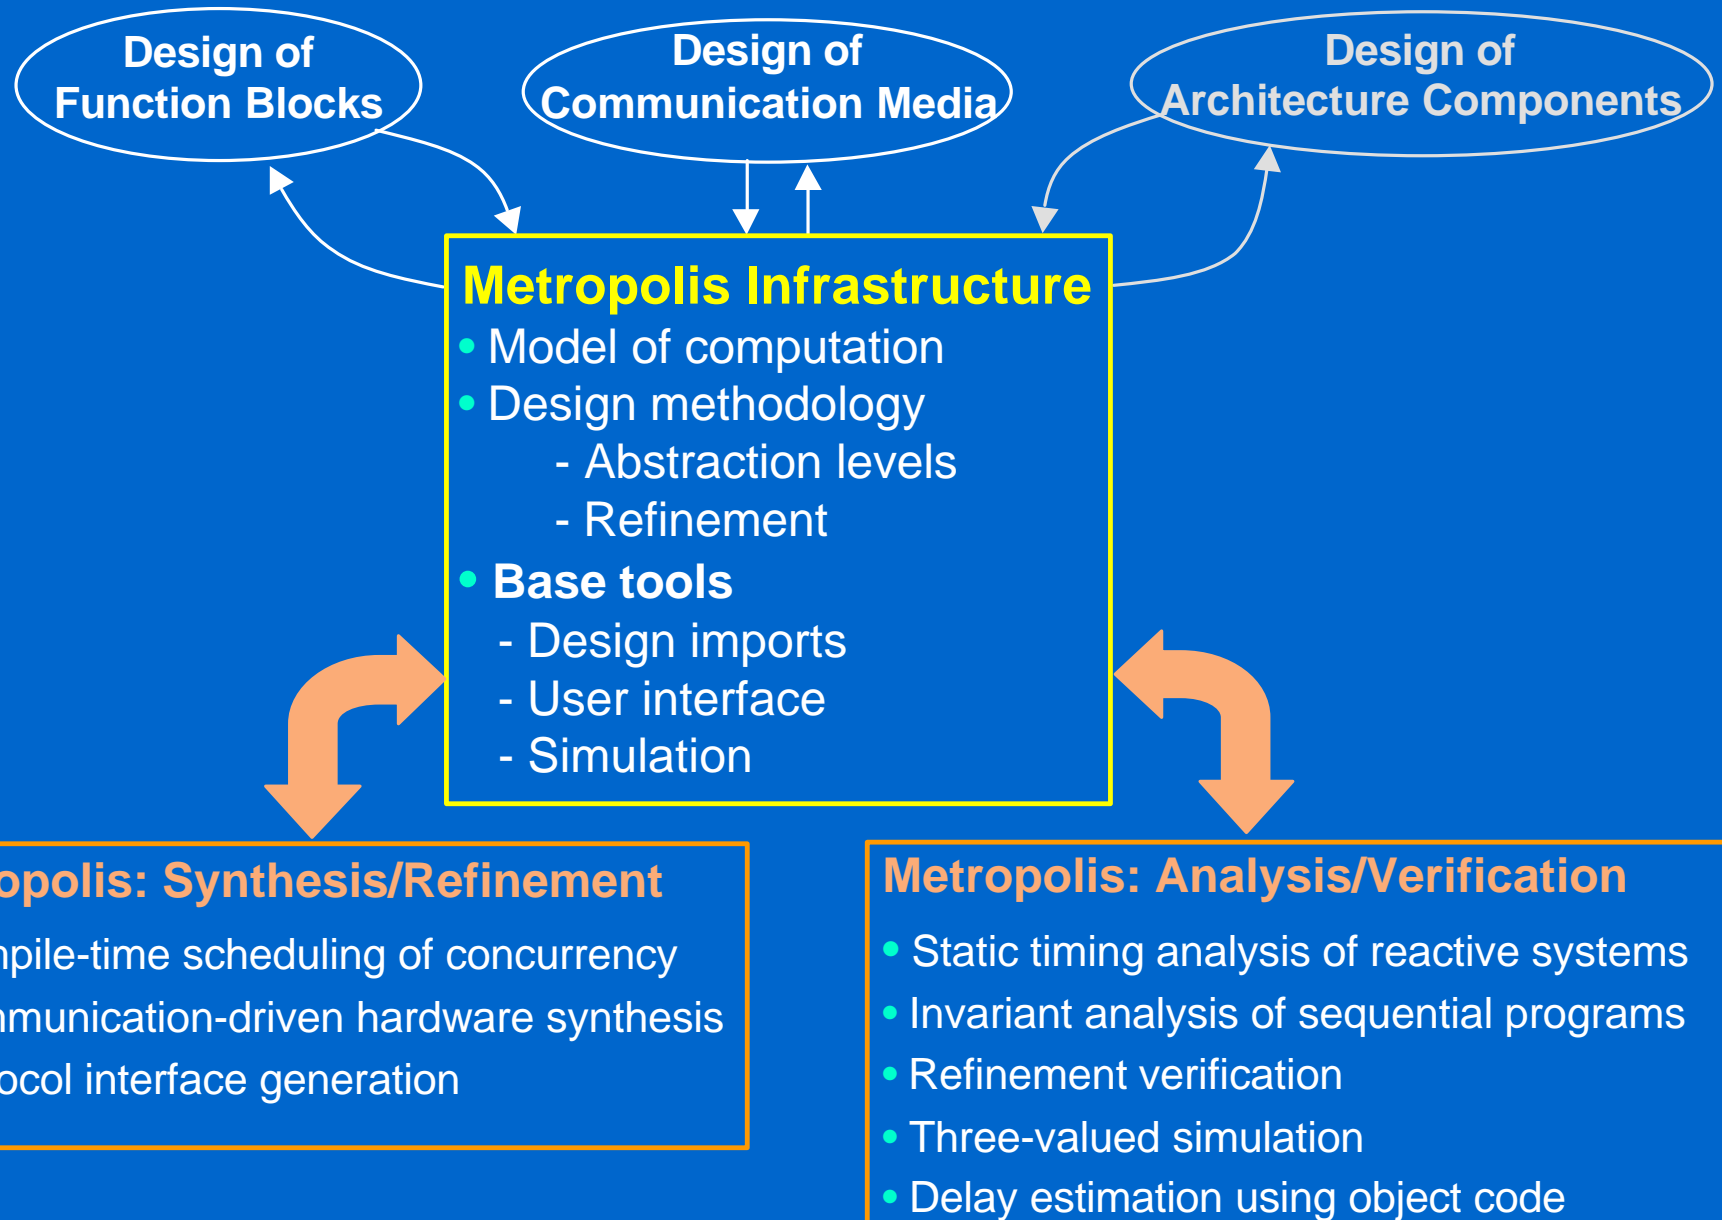 Design of
Function Blocks
Design of
Communication Media
Design of
Architecture Components
Metropolis Infrastructure
• Model of computation
• Design methodology
- Abstraction levels
- Refinement
• Base tools
- Design imports
- User interface
- Simulation
opolis: Synthesis/Refinement
pile-time scheduling of concurrency
munication-driven hardware synthesis
ocol interface generation
Metropolis: Analysis/Verification
• Static timing analysis of reactive systems
• Invariant analysis of sequential programs
• Refinement verification
• Three-valued simulation
• Delay estimation using object code